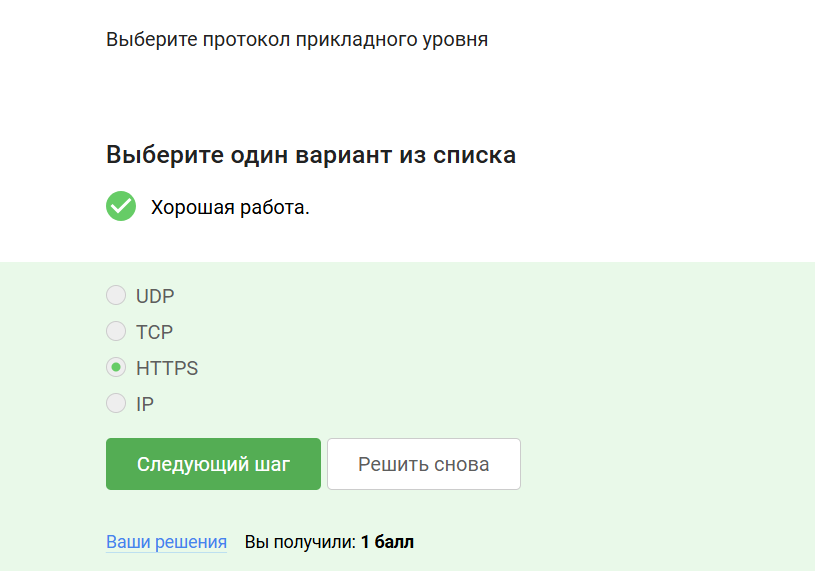 Выберите протокол прикладного уровня
Выберите один вариант из списка
Хорошая работа.
UDP
TCP
HTTPS
IP
Следующий шаг Решить снова
Ваши решения Вы получили: 1 балл